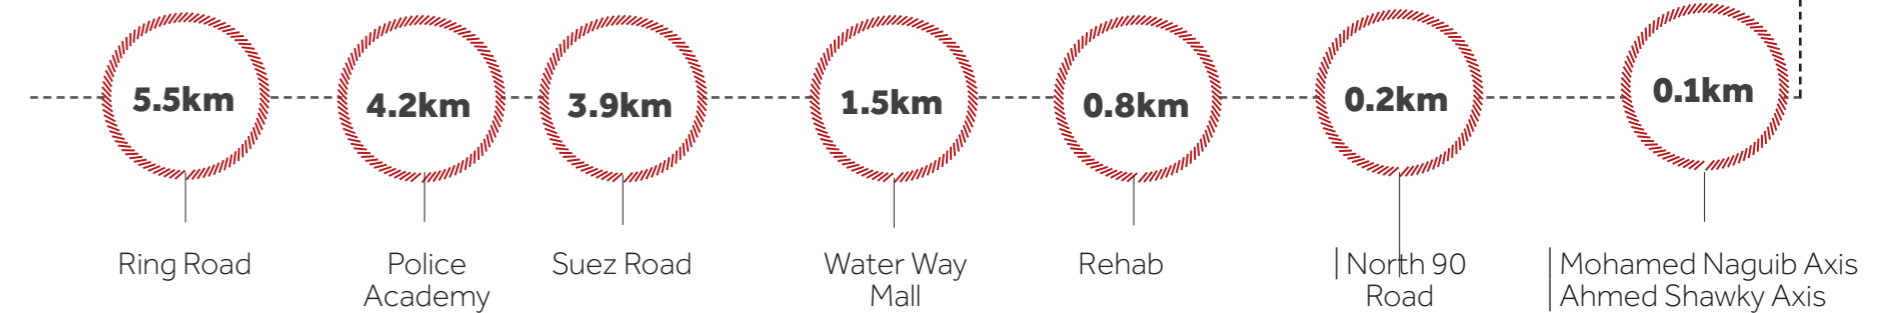 5.5km
4.2km
3.9km
1.5km
0.8km
0.2km
0.1km
Ring Road
Police
Academy
Suez Road
Water Way
Mall
Rehab
North 90
Road
Mohamed Naguib Axis
Ahmed Shawky Axis